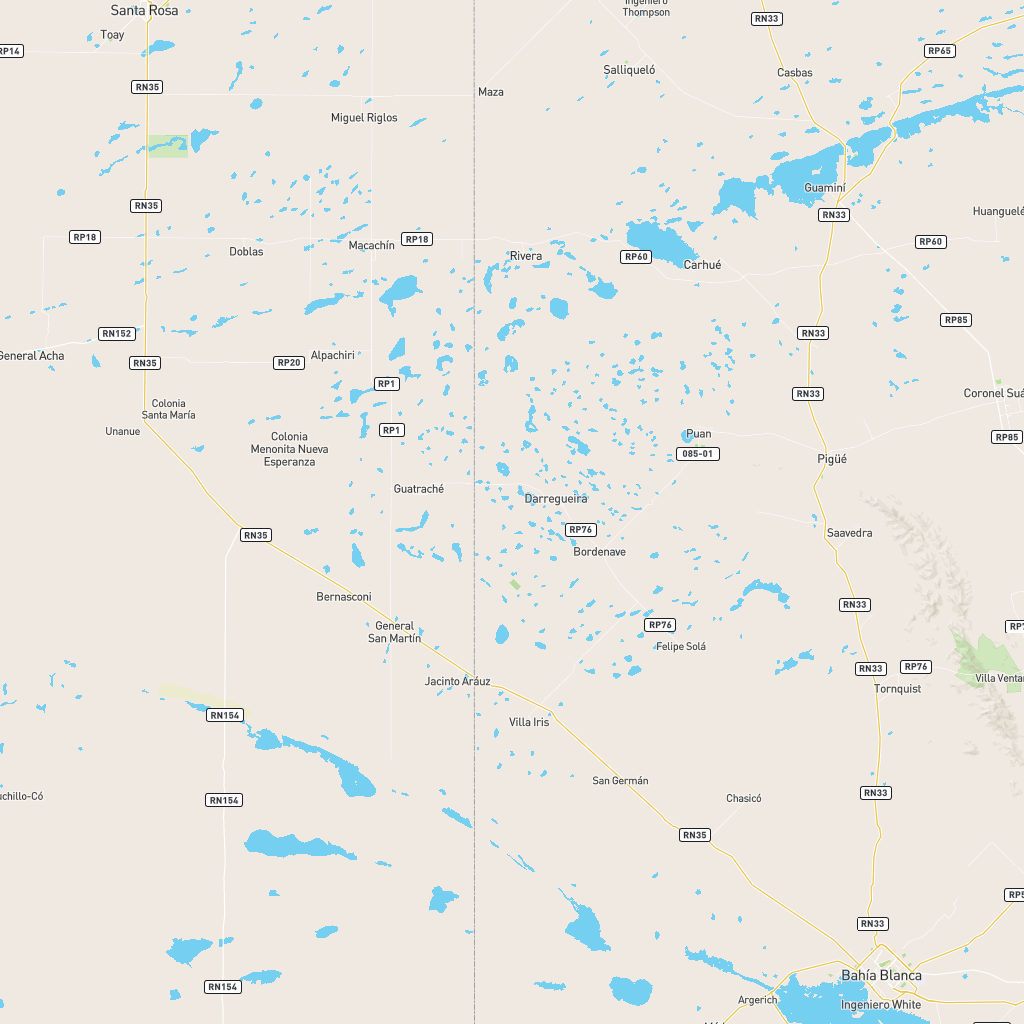 Santa Rosa
Ingeniero
Thompson
RN33
Toay
RP14
RP65
Salliqueló
Casbas
RN35
Maza
Miguel Riglos
Guaminí
RN35
RN33
Huanguelé
RP18
RP18
RP60
Doblas
Macachín
Rivera
RP60
Carhué
RP85
RN152
RN33
General Acha
RN35
RP20
Alpachiri
RP1
RN33
Coronel Suá
Colonia
Santa María
Unanue
RP1
Puan
RP85
Colonia
Menonita Nueva
Esperanza
085-01
Pigüé
Guatraché
Darregueira
RN35
RP76
Saavedra
Bordenave
Bernasconi
RN33
General
San Martín
RP76
RP7
Felipe Solá
RN33
RP76
Villa Ventan
Jacinto Aráuz
Tornquist
RN154
Villa Iris
San Germán
uchillo-Có
RN154
Chasicó
RN33
RN35
RP5
RN33
Bahía Blanca
RN154
Argerich
Ingeniero White